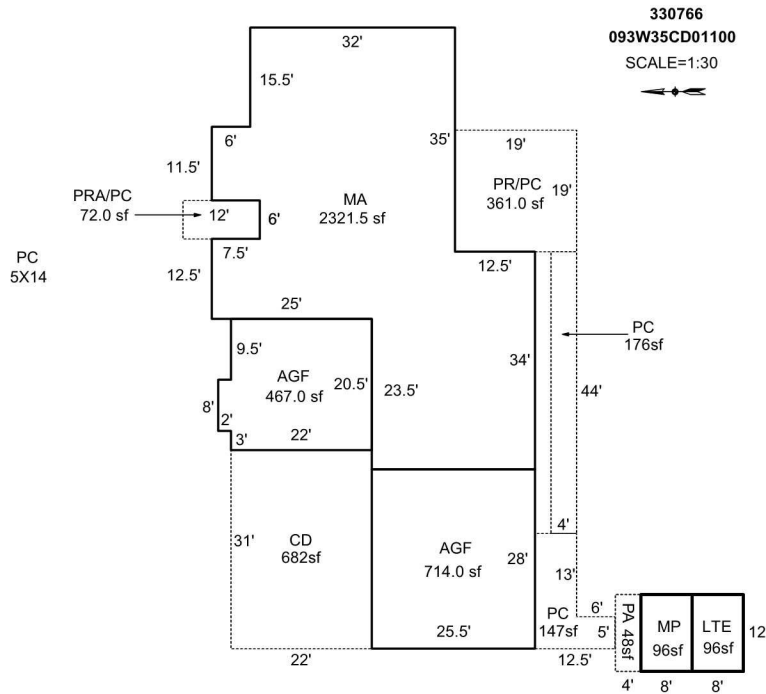 330766
093W35CD01100
SCALE=1:30
32'
15.5'
6'
35'
19'
11.5'
PRA/PC
72.0 sf
12'
6'
MA
2321.5 sf
PR/PC
361.0 sf
19'
7.5'
12.5'
PC
5X14
12.5'
25'
PC
176sf
9.5'
AGF
467.0 sf
20.5'
23.5'
34'
44'
8'
2'
3'
22'
31'
CD
682sf
AGF
714.0 sf
28'
4'
13'
25.5'
22'
PC
147sf
6'
5'
12.5'
PA 48sf
MP
96sf
LTE
96sf
12
4'
8'
8'